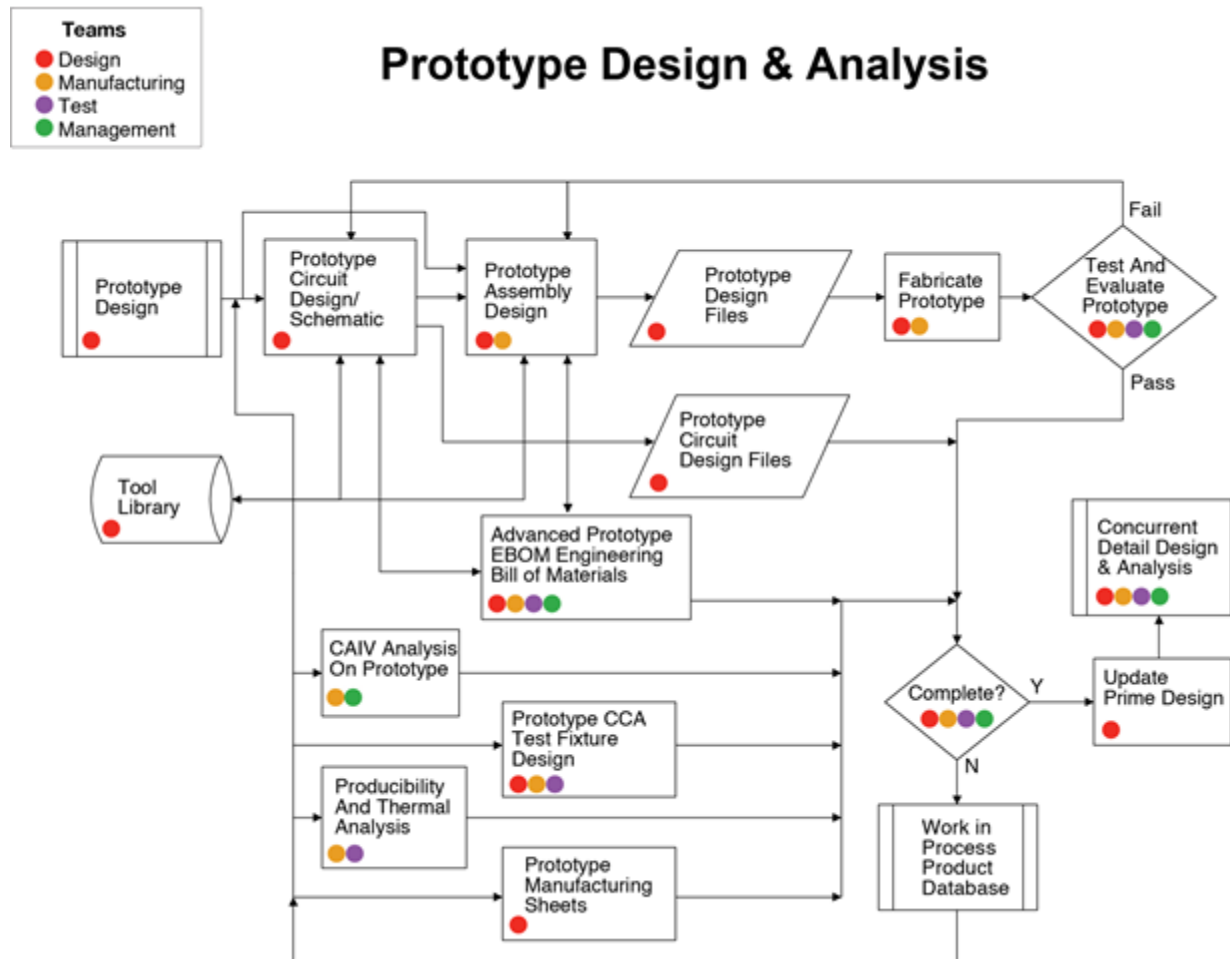 Teams
Design
Manufacturing
Test
Management
Prototype Design & Analysis
Prototype
Design
Prototype
Circuit
Design/
Schematic
Prototype
Assembly
Design
Prototype
Design
Files
Fabricate
Prototype
Fail
Test And
Evaluate
Prototype
Pass
Prototype
Circuit
Design Files
Tool
Library
Advanced Prototype
EBOM Engineering
Bill of Materials
Concurrent
Detail Design
& Analysis
CAIV Analysis
On Prototype
Complete?
Y
N
Update
Prime Design
Prototype CCA
Test Fixture
Design
Producibility
And Thermal
Analysis
Work in
Process
Product
Database
Prototype
Manufacturing
Sheets